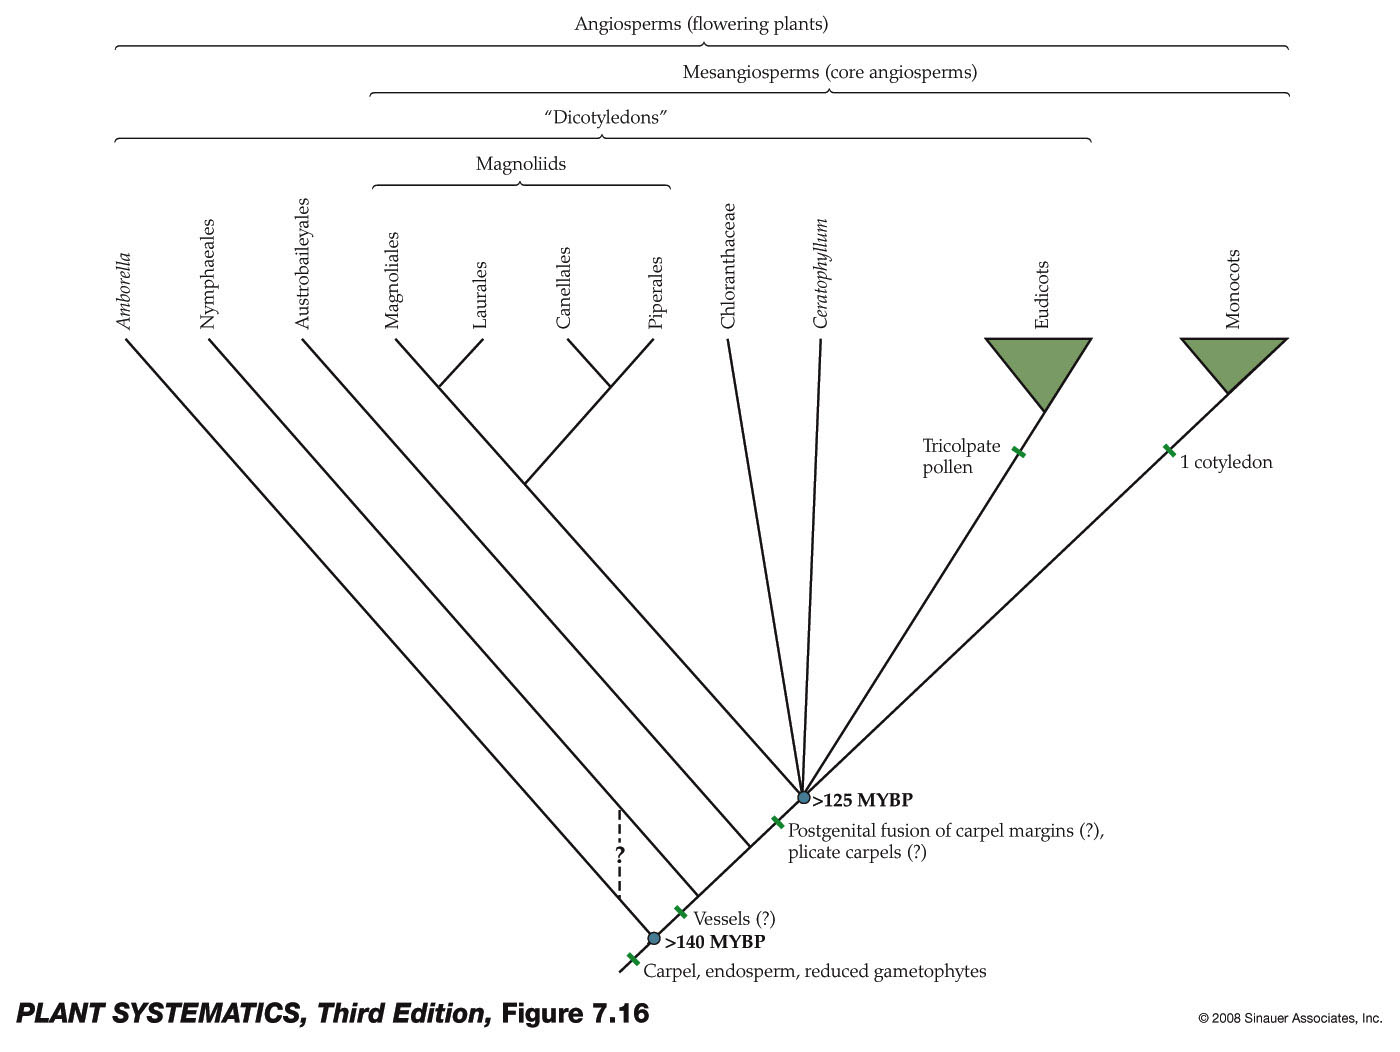 Angiosperms (flowering plants)
Mesangiosperms (core angiosperms)
“Dicotyledons”
Magnoliids
Amborella
Nymphaeales
Austrobaileyales
Magnoliales
Laurales
Canellales
Piperales
Chloranthaceae
Ceratophyllum
Eudicots
Monocots
Tricolpate
pollen
1 cotyledon
>125 MYBP
Postgenital fusion of carpel margins (?),
plicate carpels (?)
?
Vessels (?)
>140 MYBP
Carpel, endosperm, reduced gametophytes
PLANT SYSTEMATICS, Third Edition, Figure 7.16
© 2008 Sinauer Associates, Inc.